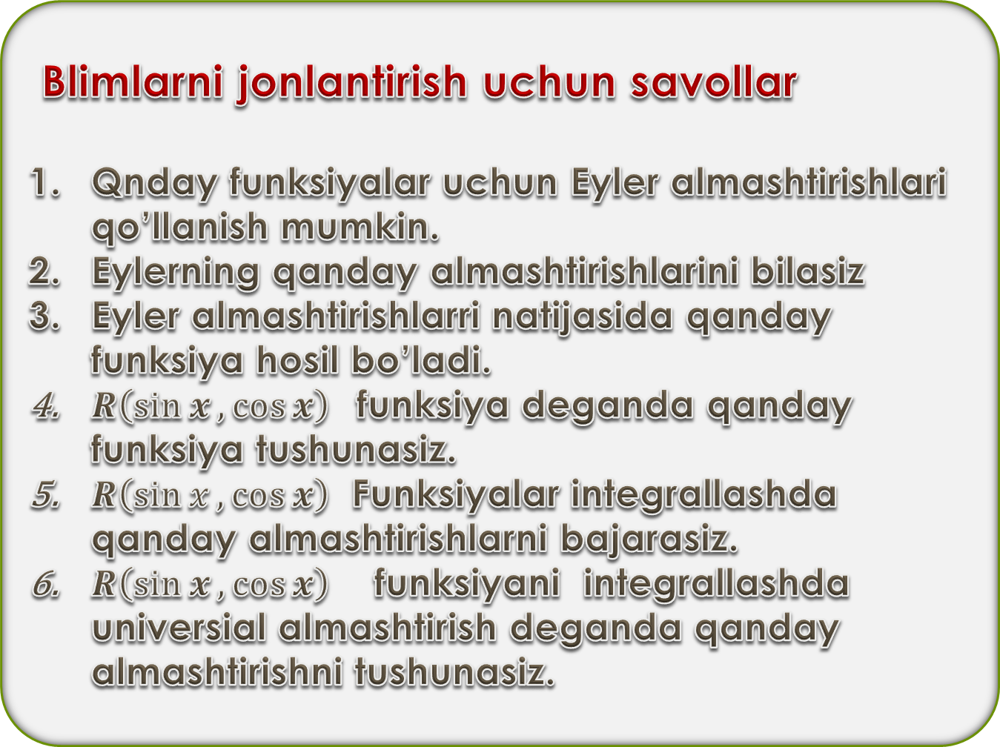 Blimlarni jonlantirish uchun savollar
1. Qnday funksiyalar uchun Eyler almashtirishlari
qo’llanish mumkin.
2. Eylerning qanday almashtirishlarini bilasiz
3. Eyler almashtirishlarri natijasida qanday
funksiya hosil bo’ladi.
4. R(sin x , cos x) funksiya deganda qanday
funksiya tushunasiz.
5. R(sin x , cos x) Funksiyalar integrallashda
qanday almashtirishlarni bajarasiz.
6. R(sin x , cos x) funksiyani integrallashda
universial almashtirish deganda qanday
almashtirishni tushunasiz.